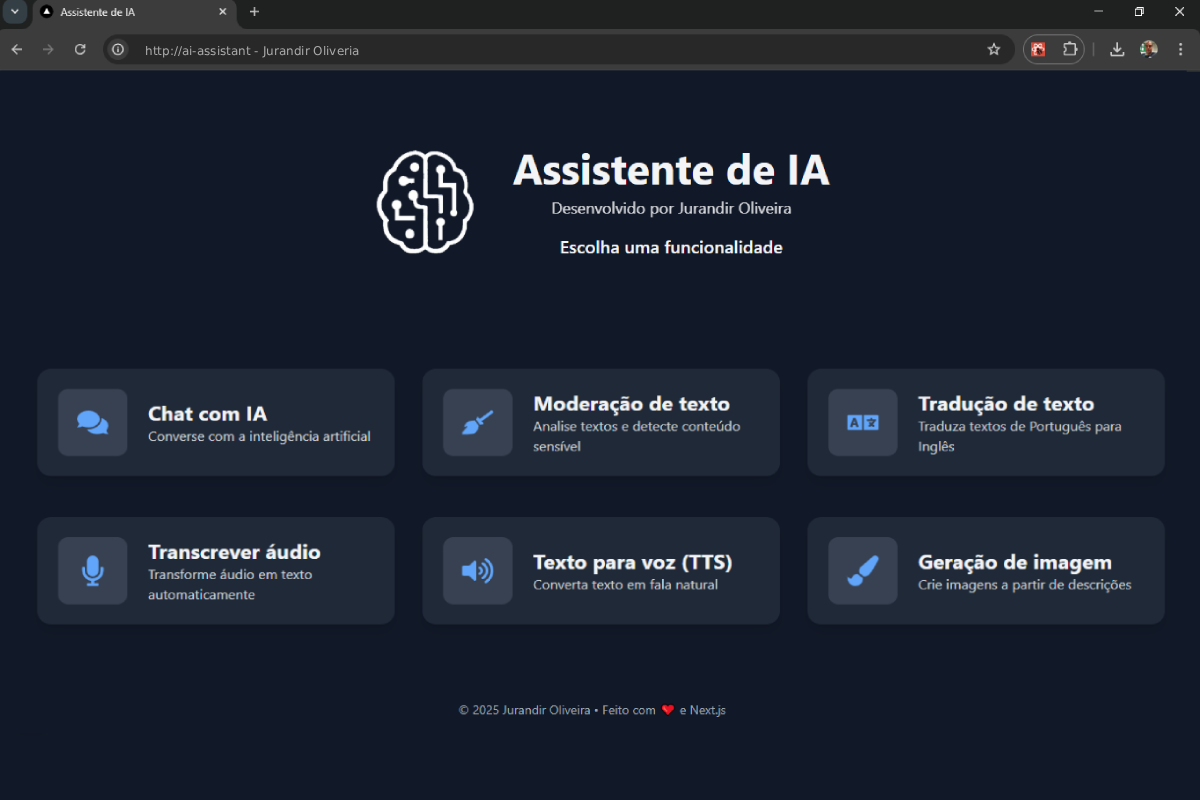 Assistente de IA
http://ai-assistant - Jurandir Oliveria
Assistente de IA
Desenvolvido por Jurandir Oliveira
Escolha uma funcionalidade
Chat com IA
Converse com a inteligência artificial
Moderação de texto
Analise textos e detecte conteúdo
sensível
Tradução de texto
Traduza textos de Português para
Inglês
Transcrever áudio
Transforme áudio em texto
automaticamente
Texto para voz (TTS)
Converta texto em fala natural
Geração de imagem
Crie imagens a partir de descrições
© 2025 Jurandir Oliveira • Feito com ❤ e Next.js